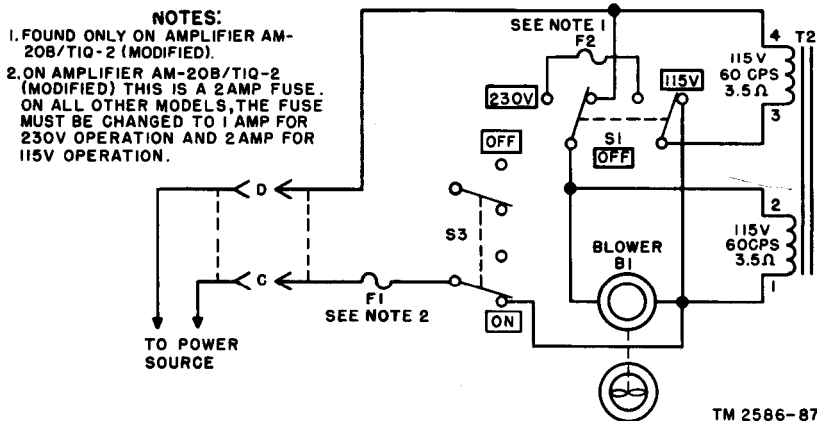 NOTES:
1. FOUND ONLY ON AMPLIFIER AM-
20B/TIQ-2 (MODIFIED).
2. ON AMPLIFIER AM-20B/TIQ-2
(MODIFIED) THIS IS A 2AMP FUSE.
ON ALL OTHER MODELS, THE FUSE
MUST BE CHANGED TO 1 AMP FOR
230V OPERATION AND 2AMP FOR
115V OPERATION.
SEE NOTE 1
F2
4
T2
115V
60 CPS
3.5Ω
3
230V
115V
S1
OFF
OFF
D
S3
2
115V
60CPS
3.5Ω
1
BLOWER
B1
C
F1
SEE NOTE 2
ON
TO POWER
SOURCE
TM 2586-87